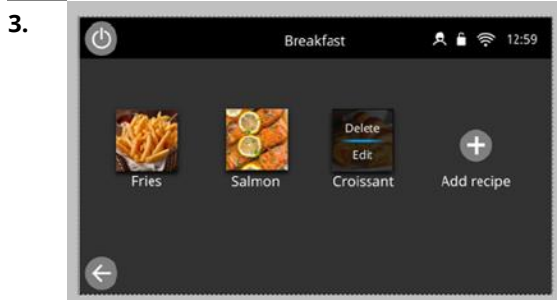 3.
Breakfast
12:59
Delete
Edit
Fries
Salmon
Croissant
Add recipe